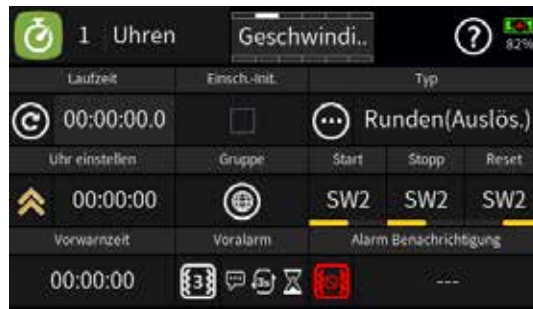 1 Uhren Geschwindi.. ? 82%
Laufzeit Einsch.-Init. Typ
00:00:00.0 Runden(Auslös.)
Uhr einstellen Gruppe Start Stopp Reset
00:00:00 SW2 SW2 SW2
Vorwarnzeit Voralarm Alarm Benachrichtigung
00:00:00 3 3s ---